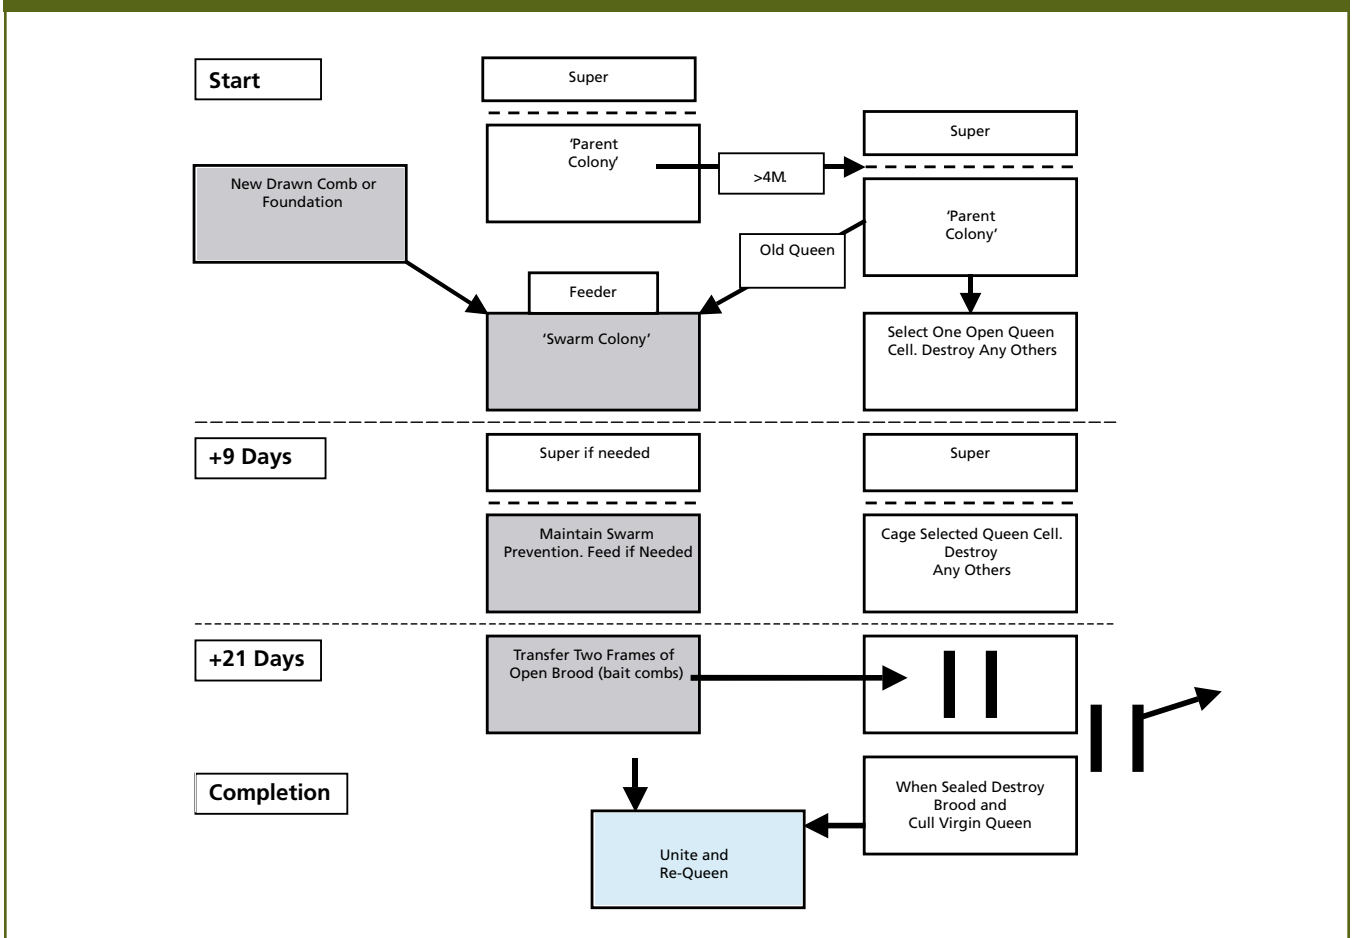 Start
Super
'Parent
Colony'
>4M.
Super
New Drawn Comb or
Foundation
'Parent
Colony'
Old Queen
Feeder
'Swarm Colony'
Select One Open Queen
Cell. Destroy Any Others
+9 Days
Super if needed
Super
Maintain Swarm
Prevention. Feed if Needed
Cage Selected Queen Cell.
Destroy
Any Others
+21 Days
Transfer Two Frames of
Open Brood (bait combs)
Completion
When Sealed Destroy
Brood and
Cull Virgin Queen
Unite and
Re-Queen